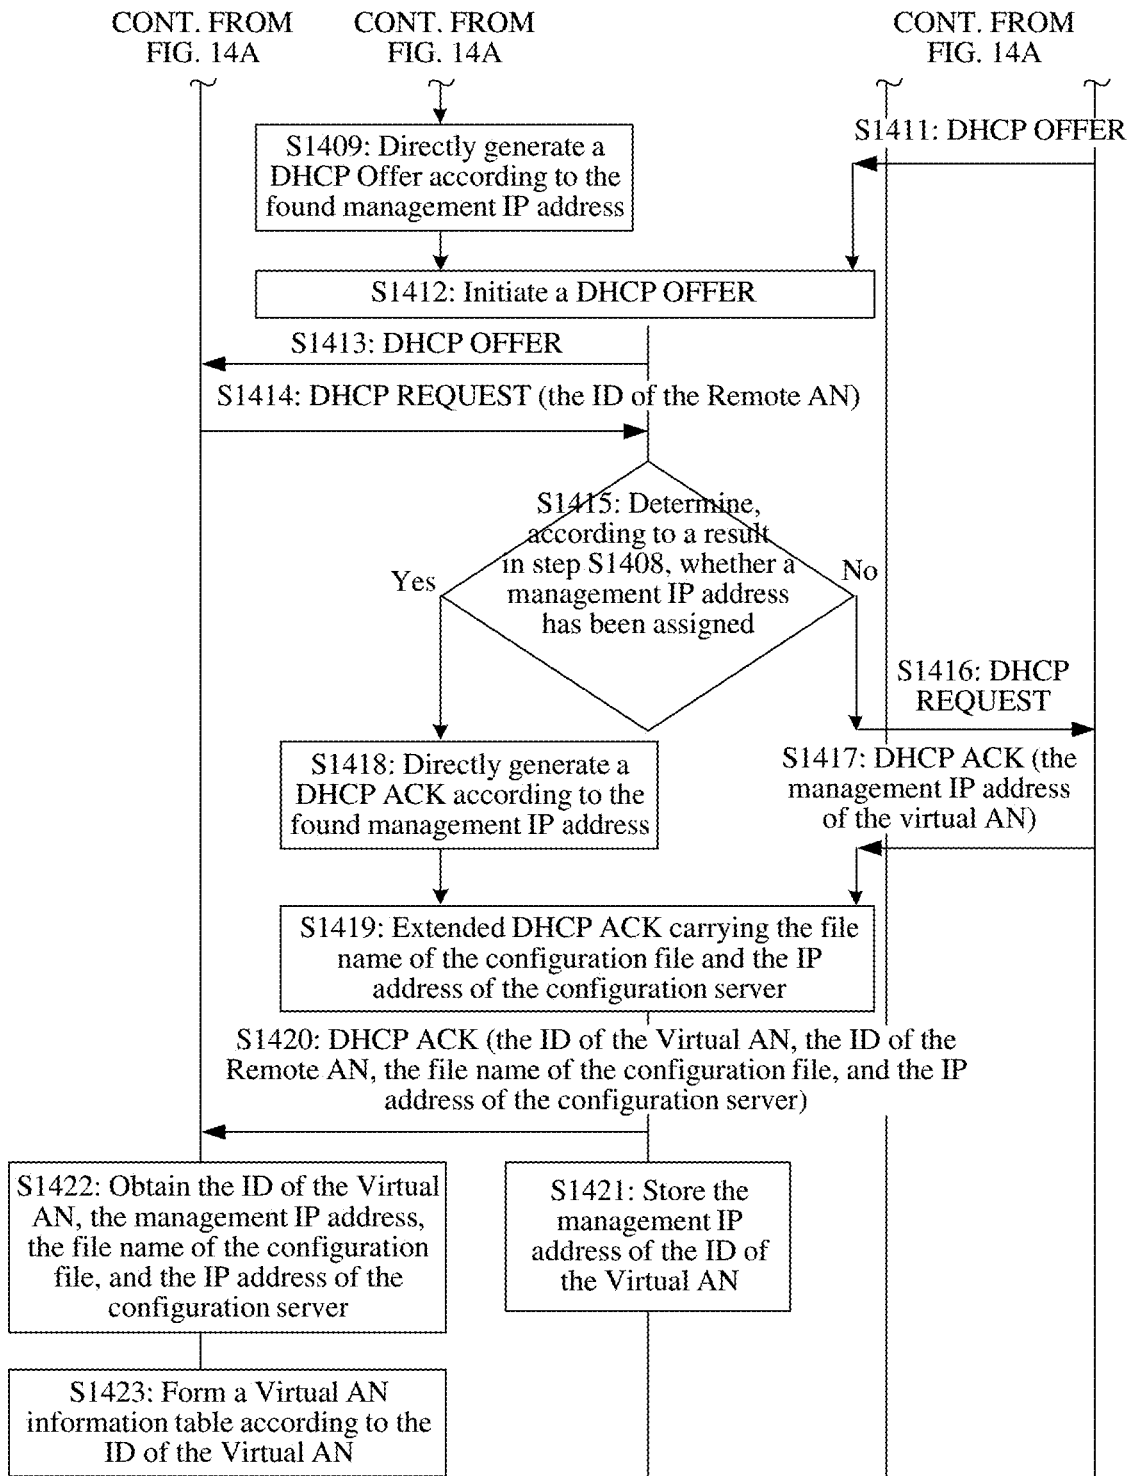 CONT. FROM
FIG. 14A
CONT. FROM
FIG. 14A
CONT. FROM
FIG. 14A
S1409: Directly generate a
DHCP Offer according to the
found management IP address
S1411: DHCP OFFER
S1412: Initiate a DHCP OFFER
S1413: DHCP OFFER
S1414: DHCP REQUEST (the ID of the Remote AN)
S1415: Determine,
according to a result
in step S1408, whether a
management IP address
has been assigned
Yes
No
S1416: DHCP
REQUEST
S1417: DHCP ACK (the
management IP address
of the virtual AN)
S1418: Directly generate a
DHCP ACK according to the
found management IP address
S1419: Extended DHCP ACK carrying the file
name of the configuration file and the IP
address of the configuration server
S1420: DHCP ACK (the ID of the Virtual AN, the ID of the
Remote AN, the file name of the configuration file, and the IP
address of the configuration server)
S1422: Obtain the ID of the Virtual
AN, the management IP address,
the file name of the configuration
file, and the IP address of the
configuration server
S1421: Store the
management IP
address of the ID of
the Virtual AN
S1423: Form a Virtual AN
information table according to the
ID of the Virtual AN